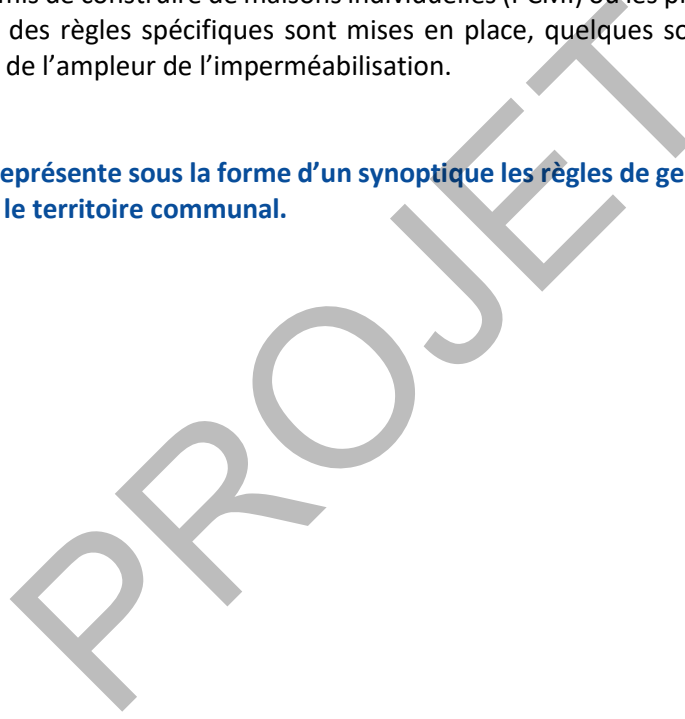 mis de construire de maisons individuelles (PCMI) ou les p
des règles spécifiques sont mises en place, quelques so
de l'ampleur de l'imperméabilisation.
eprésente sous la forme d'un synoptique les règles de ge
le territoire communal.
PROJET